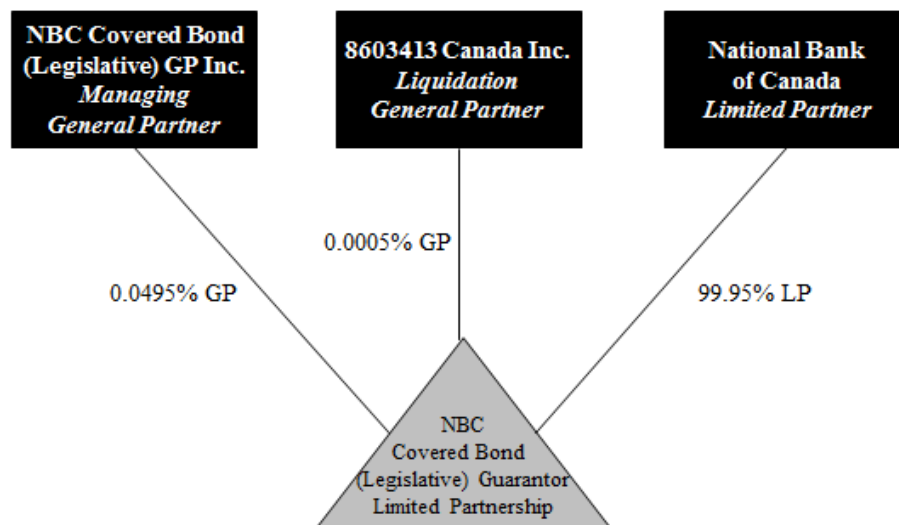 NBC Covered Bond
(Legislative) GP Inc.
Managing
General Partner
8603413 Canada Inc.
Liquidation
General Partner
National Bank
of Canada
Limited Partner
0.0495% GP
0.0005% GP
99.95% LP
NBC
Covered Bond
(Legislative) Guarantor
Limited Partnership